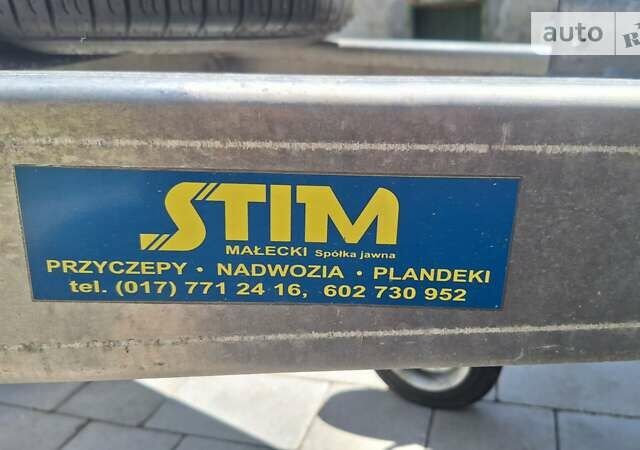 auto
STIM
MAŁECKI Spółka jawna
PRZYCZEPY • NADWOZIA • PLANDEKI
tel. (017) 771 24 16, 602 730 952